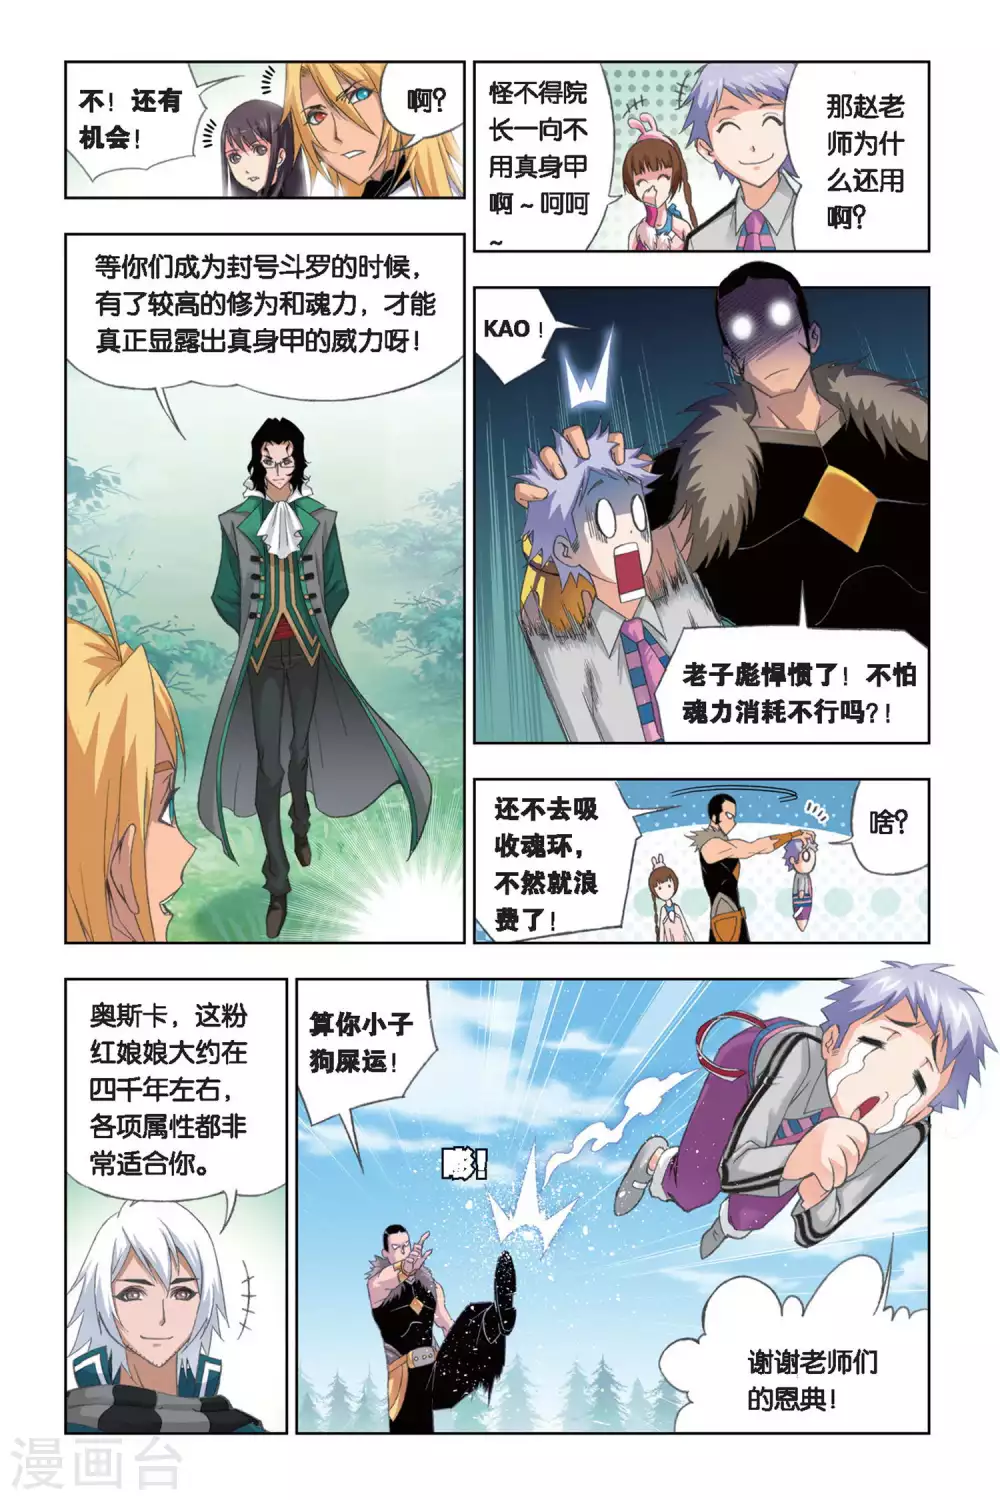 不！还有
机会！
啊？
等你们成为封号斗罗的时候，
有了较高的修为和魂力，才能
真正显露出真身甲的威力呀！
怪不得院
长一向不
用真身甲
啊～呵呵
～
那赵老
师为什
么还用
啊？
KAO！
老子彪悍惯了！不怕
魂力消耗不行吗？！
还不去吸
收魂环，
不然就浪
费了！
啥？
奥斯卡，这粉
红娘娘大约在
四千年左右，
各项属性都非
常适合你。
算你小子
狗屎运！
嘭！
谢谢老师们
的恩典！
漫画台